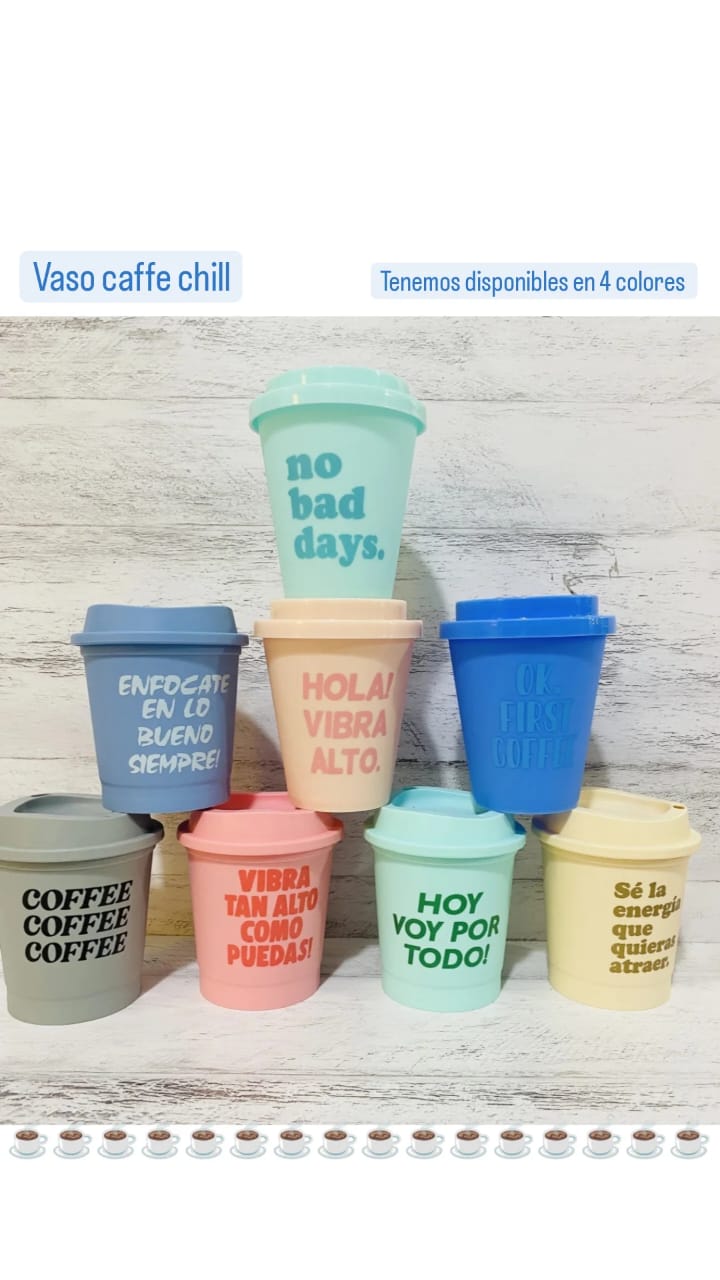 Vaso caffe chill
Tenemos disponibles en 4 colores
no
bad
days.
ENFOCATE
EN LO
BUENO
SIEMPRE!
HOLA!
VIBRA
ALTO.
OK.
FIRST
COFFEE
COFFEE
COFFEE
COFFEE
VIBRA
TAN ALTO
COMO
PUEDAS!
HOY
VOY POR
TODO!
Sé la
energía
que
quieras
atraer.